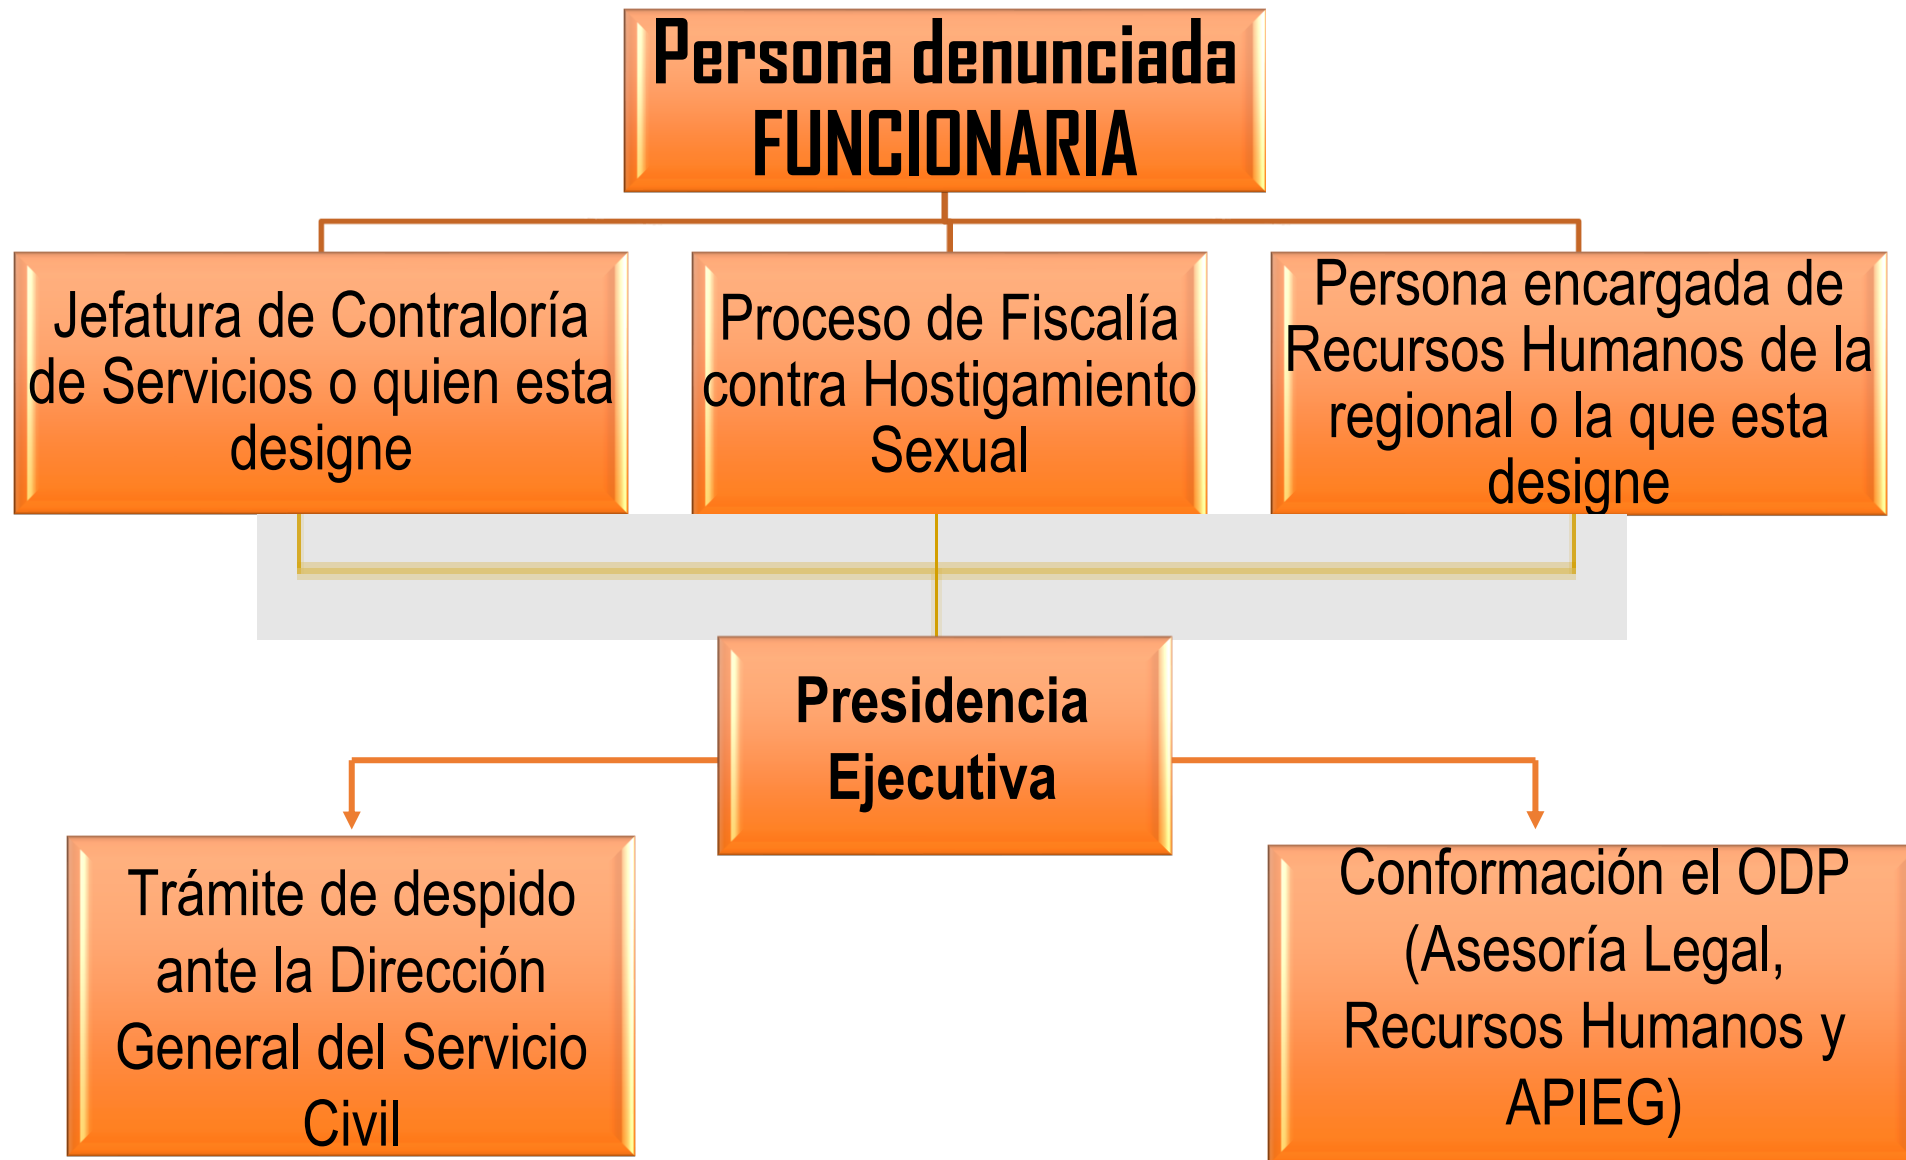 Persona denunciada
FUNCIONARIA
Jefatura de Contraloría
de Servicios o quien esta
designe
Proceso de Fiscalía
contra Hostigamiento
Sexual
Persona encargada de
Recursos Humanos de la
regional o la que esta
designe
Presidencia
Ejecutiva
Trámite de despido
ante la Dirección
General del Servicio
Civil
Conformación el ODP
(Asesoría Legal,
Recursos Humanos y
APIEG)